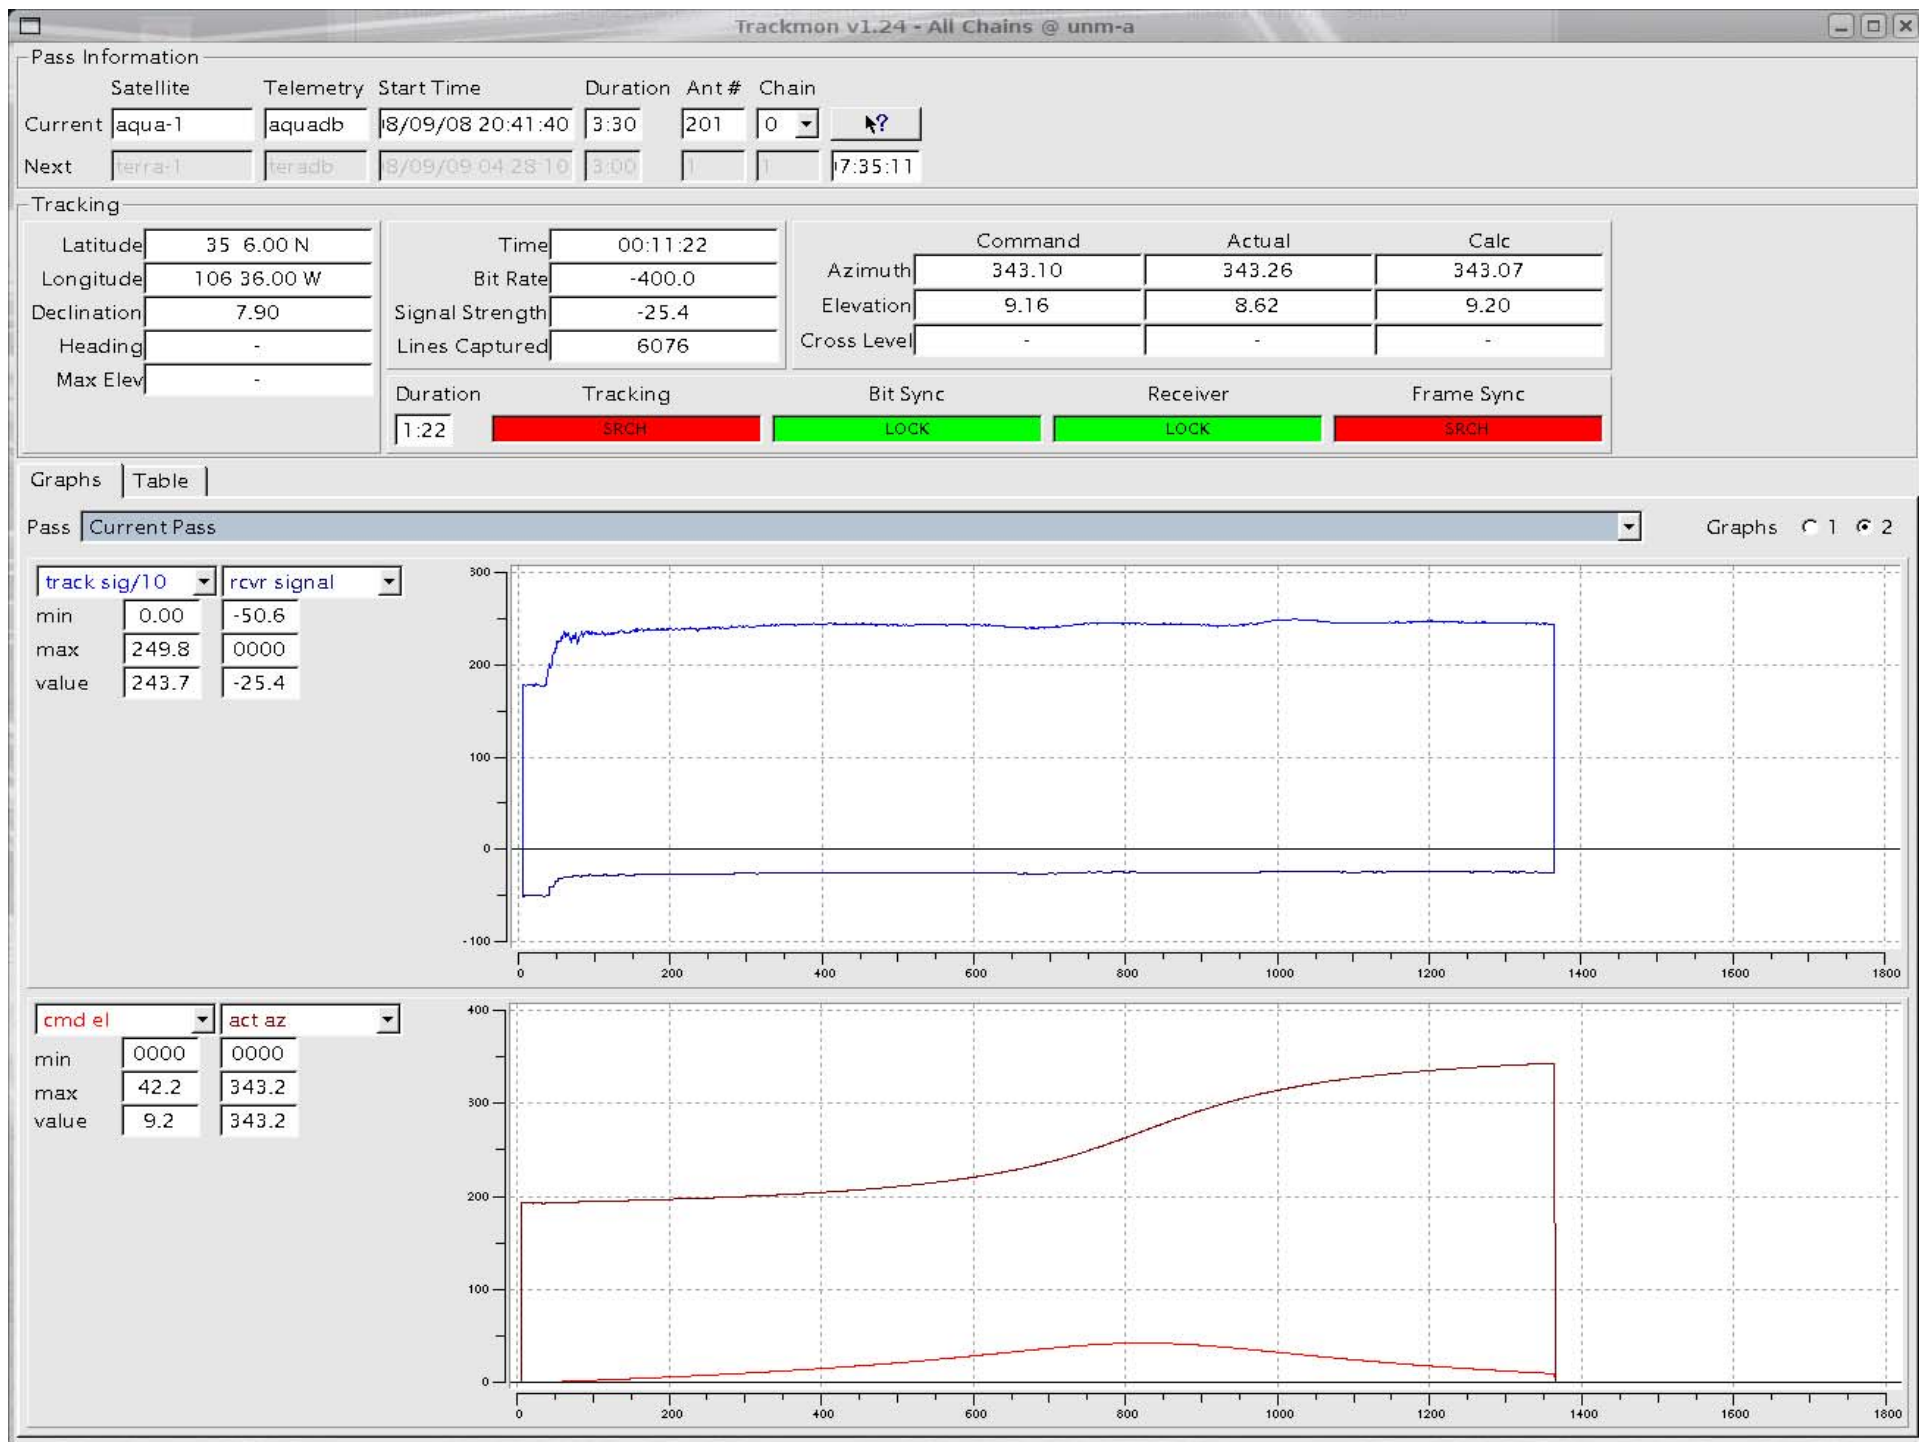 Trackmon v1.24 - All Chains @ unm-a
Pass Information
Satellite Telemetry Start Time Duration Ant # Chain
Current aqua-1 aquadb 8/09/08 20:41:40 3:30 201 0 ?
Next terra-1 teradb 8/09/09 04:28:10 3:00 1 1 7:35:11
Tracking
Latitude 35 6.00 N
Longitude 106 36.00 W
Declination 7.90
Heading -
Max Elev -
Time 00:11:22
Bit Rate -400.0
Signal Strength -25.4
Lines Captured 6076
Command Actual Calc
Azimuth 343.10 343.26 343.07
Elevation 9.16 8.62 9.20
Cross Level - - -
Duration Tracking Bit Sync Receiver Frame Sync
1:22 SRCH LOCK LOCK SRCH
Graphs Table
Pass Current Pass Graphs 1 2
track sig/10 rcvr signal
min 0.00 -50.6
max 249.8 0000
value 243.7 -25.4
300
200
100
0
-100
0 200 400 600 800 1000 1200 1400 1600 1800
cmd el act az
min 0000 0000
max 42.2 343.2
value 9.2 343.2
400
300
200
100
0
0 200 400 600 800 1000 1200 1400 1600 1800